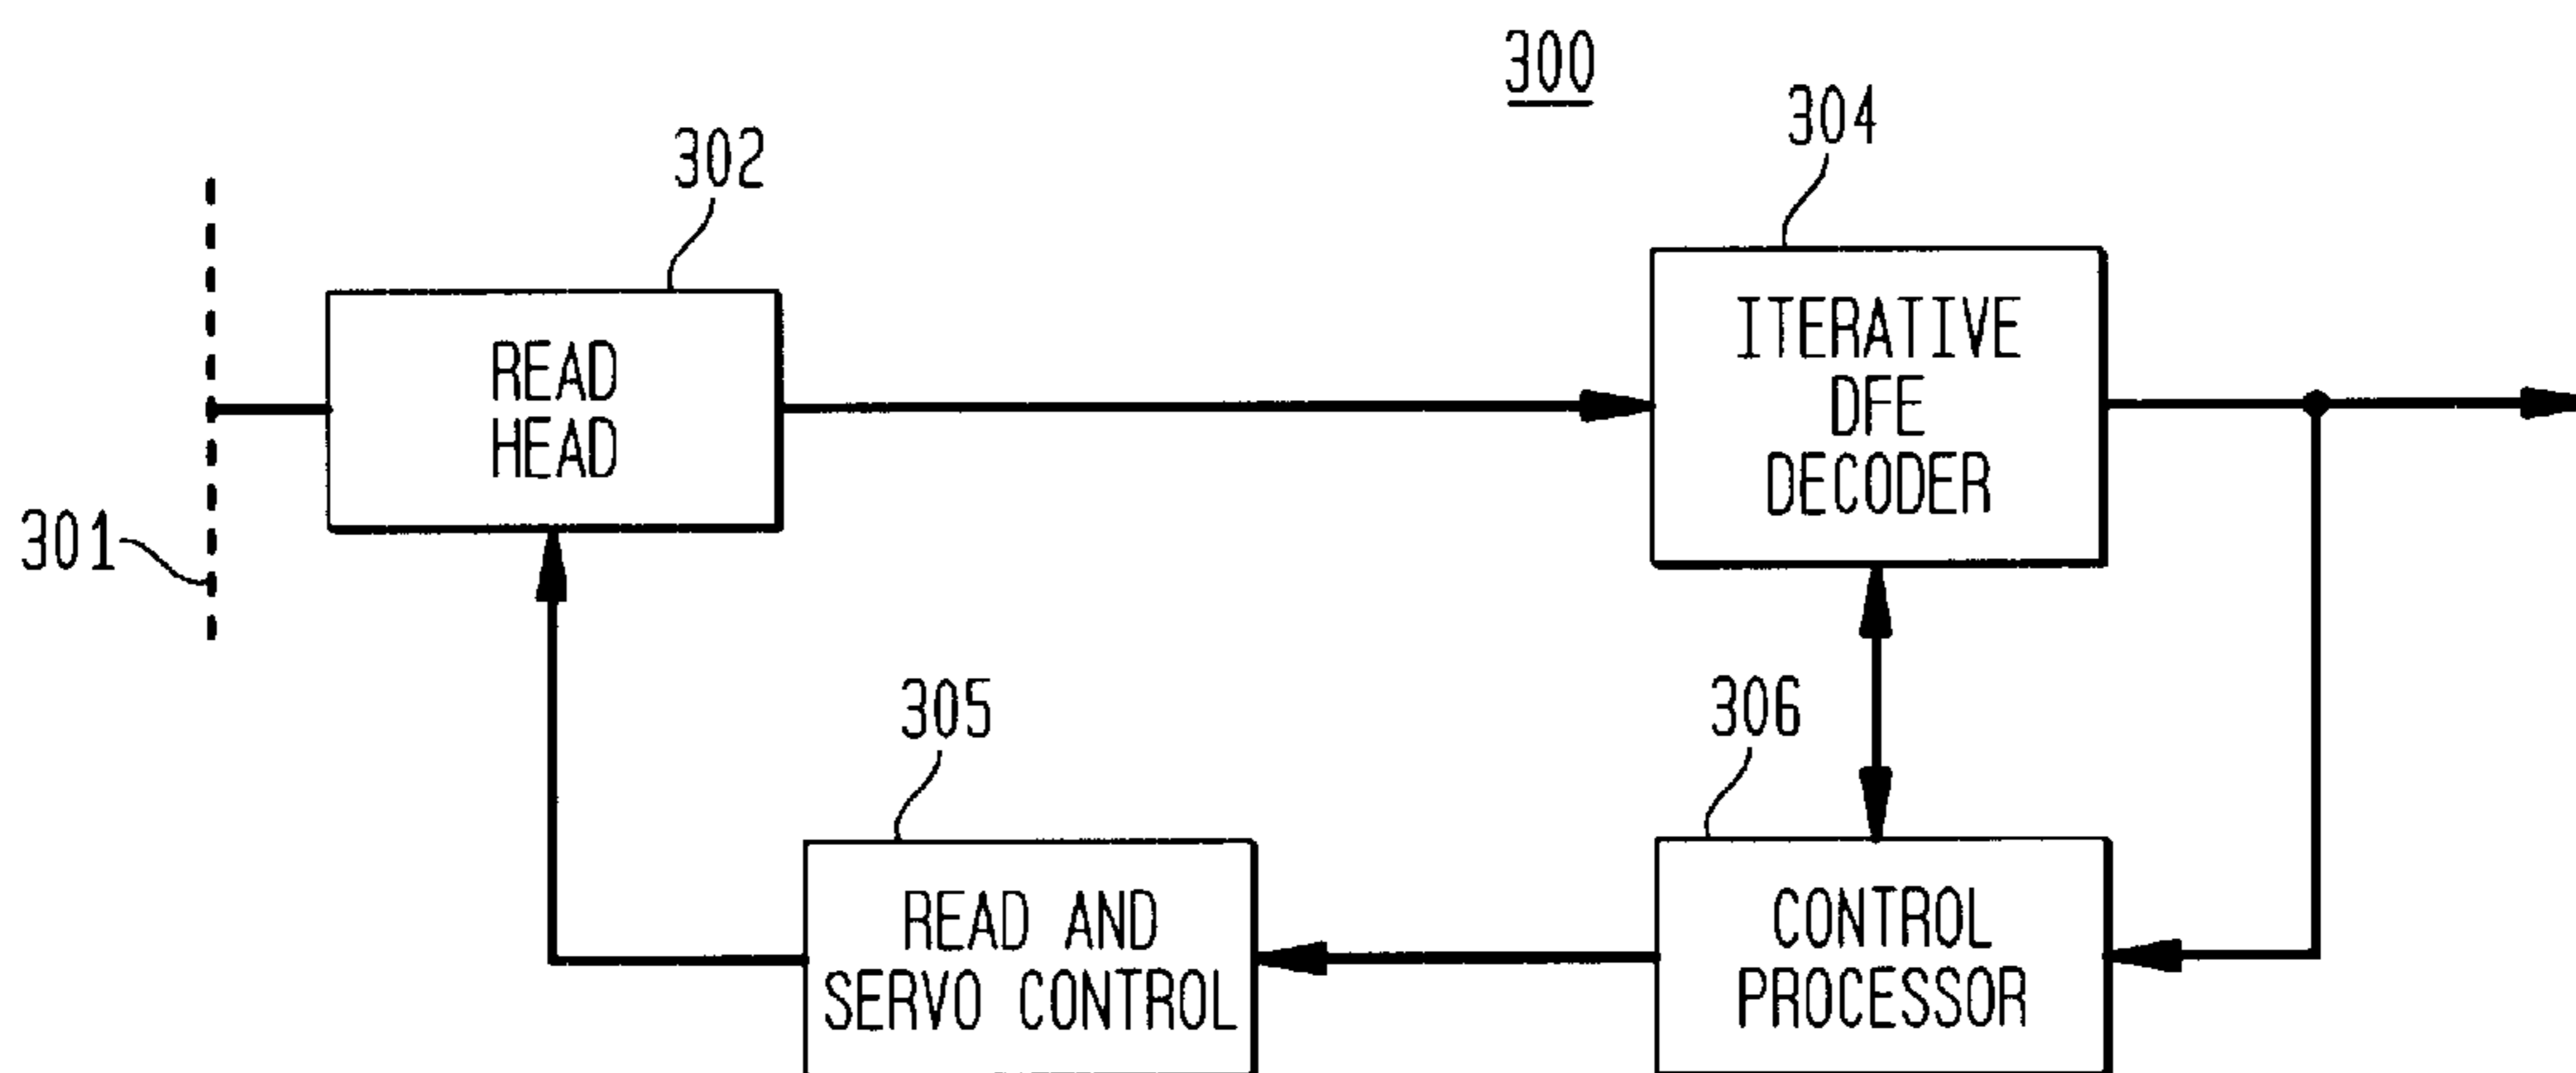 300
304
302
ITERATIVE
DFE
DECODER
READ
HEAD
301
305
306
READ AND
SERVO CONTROL
CONTROL
PROCESSOR